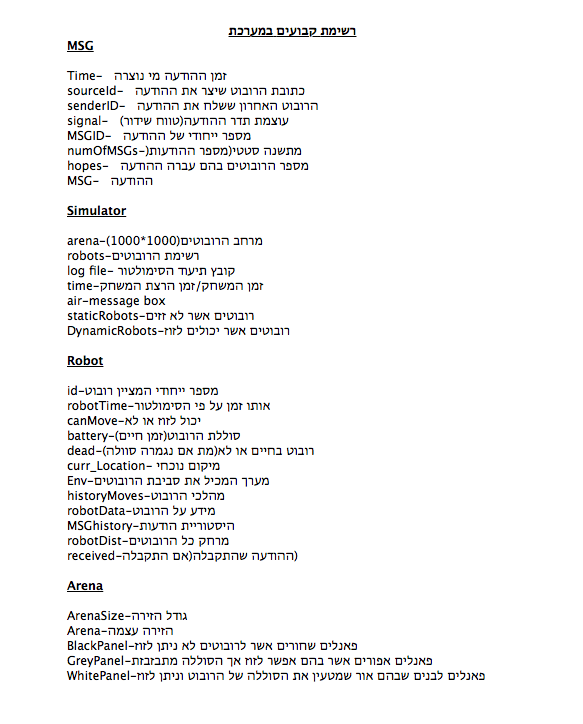 רשימת קבועים במערכת
MSG
Time- זמן ההודעה מי נוצרה
sourceId- כתובת הרובוט שיצר את ההודעה
senderID- הרובוט האחרון ששלח את ההודעה
signal- עוצמת תדר ההודעה(טווח שידור)
MSGID- מספר ייחודי של ההודעה
numOfMSGs-(מתשנה סטטי(מספר ההודעות
hopes- מספר הרובוטים בהם עברה ההודעה
MSG- ההודעה
Simulator
arena-(1000*1000)מרחב הרובוטים
robots-רשימת הרובוטים
log file- קובץ תיעוד הסימולטור
time-זמן המשחק/זמן הרצת המשחק
air-message box
staticRobots-רובוטים אשר לא זזים
DynamicRobots-רובוטים אשר יכולים לזוז
Robot
id-מספר ייחודי המציין רובוט
robotTime-אותו זמן על פי הסימולטור
canMove-יכול לזוז או לא
battery-(סוללת הרובוט(זמן חיים
dead-(רובוט בחיים או לא(מת אם נגמרה סוולה
curr_Location- מיקום נוכחי
Env-מערך המכיל את סביבת הרובוטים
historyMoves-מהלכי הרובוט
robotData-מידע על הרובוט
MSGhistory-היסטוריית הודעות
robotDist-מרחק כל הרובוטים
received-ההודעה שהתקבלה(אם התקבלה)
Arena
ArenaSize-גודל הזירה
Arena-הזירה עצמה
BlackPanel-פאנלים שחורים אשר לרובוטים לא ניתן לזוז
GreyPanel-פאנלים אפורים אשר בהם אפשר לזוז אך הסוללה מתבזבזת
WhitePanel-פאנלים לבנים שבהם אור שמטעין את הסוללה של הרובוט וניתן לזוז